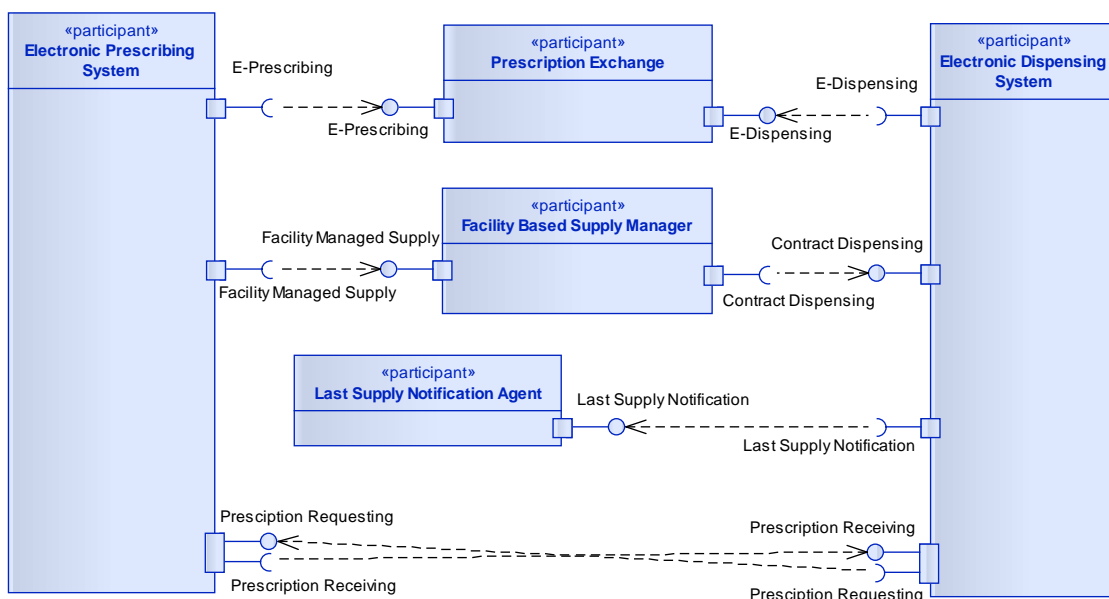 «participant»
Electronic Prescribing
System
«participant»
Prescription Exchange
«participant»
Electronic Dispensing
System
E-Prescribing
E-Prescribing
E-Dispensing
E-Dispensing
«participant»
Facility Based Supply Manager
Facility Managed Supply
Facility Managed Supply
Contract Dispensing
Contract Dispensing
«participant»
Last Supply Notification Agent
Last Supply Notification
Last Supply Notification
Presciption Requesting
Prescription Receiving
Prescription Receiving
Prescription Requesting